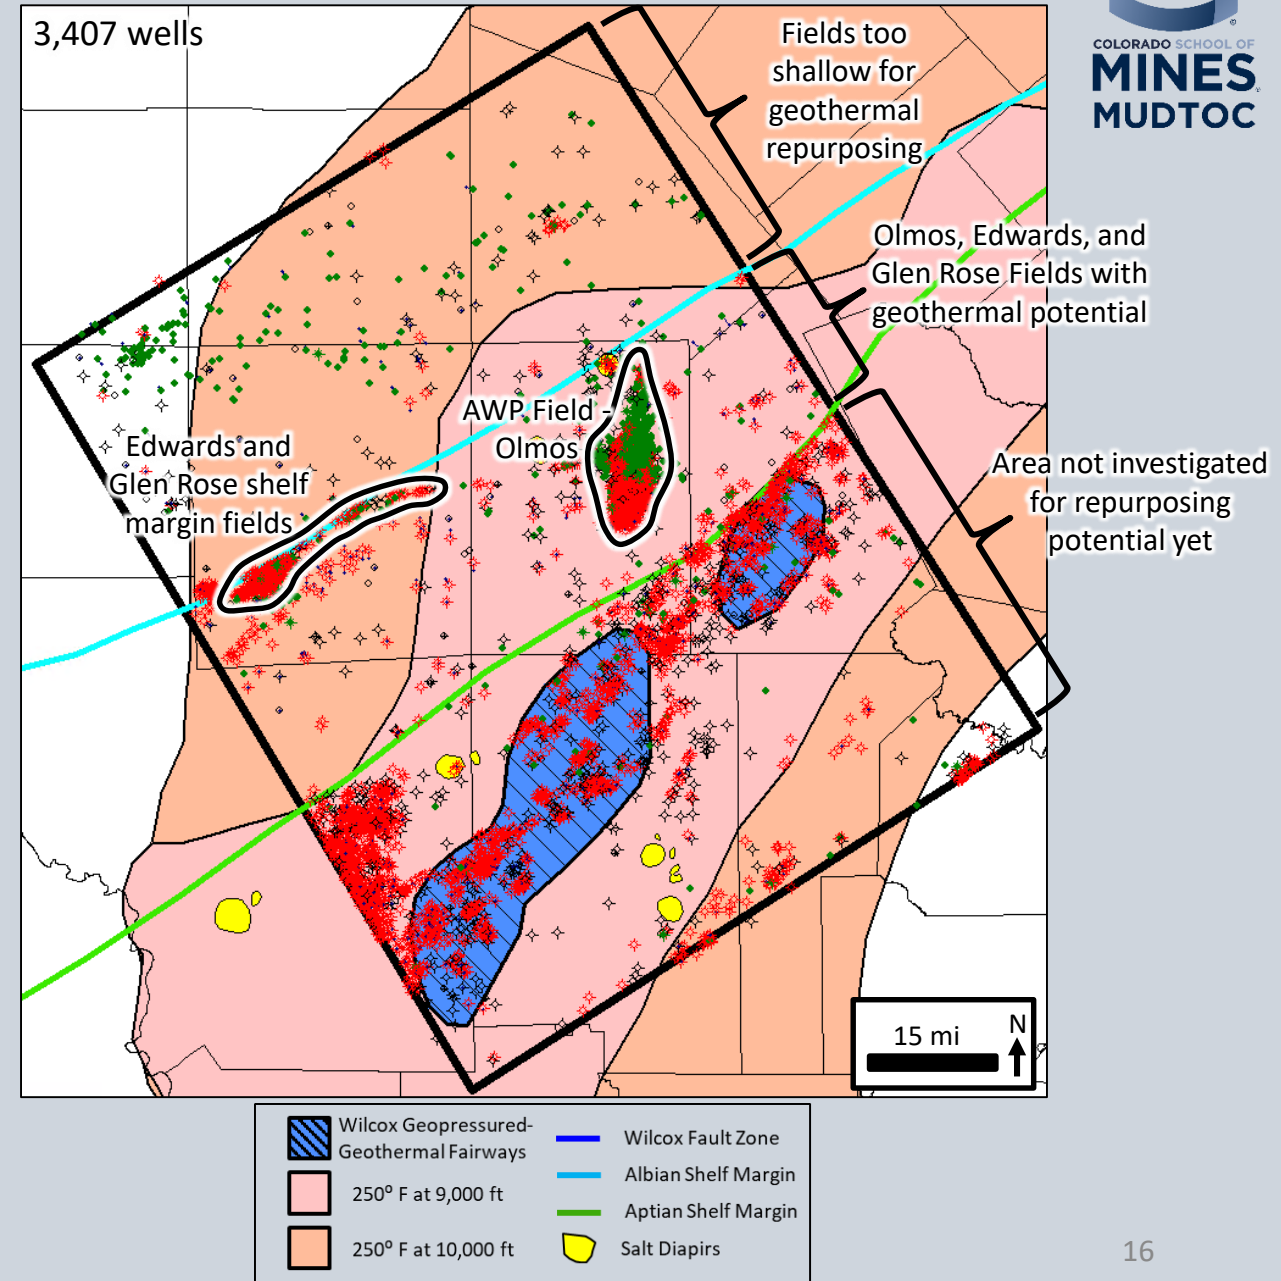 3,407 wells
Fields too
shallow for
geothermal
repurposing
©
COLORADO SCHOOL OF
MINES
MUDTOC
Olmos, Edwards, and
Glen Rose Fields with
geothermal potential
AWP Field -
Olmos
Edwards and
Glen Rose shelf
margin fields
Area not investigated
for repurposing
potential yet
15 mi
N
Wilcox Geopressured-
Geothermal Fairways
250⁰ F at 9,000 ft
250⁰ F at 10,000 ft
Wilcox Fault Zone
Albian Shelf Margin
Aptian Shelf Margin
Salt Diapirs
16